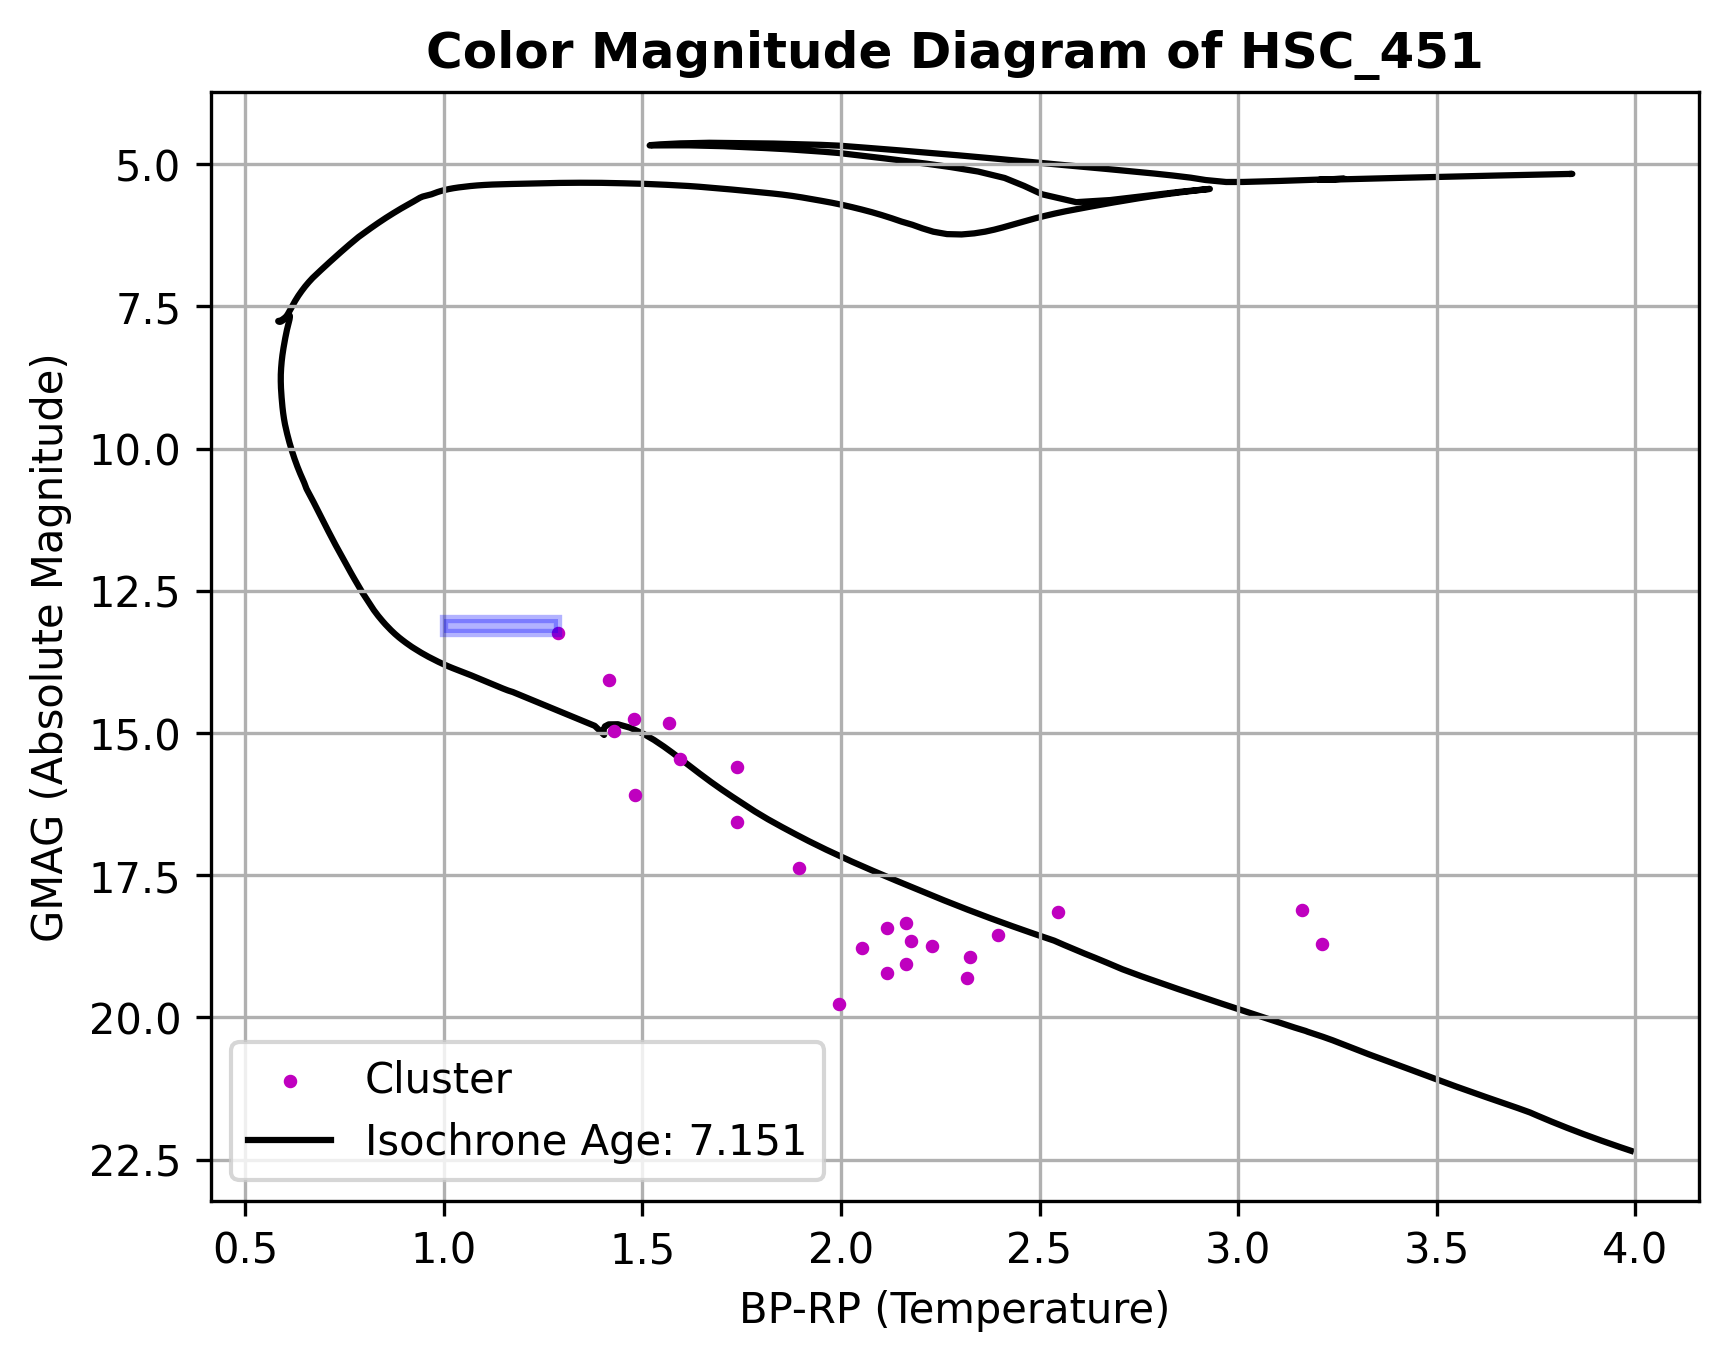 Color Magnitude Diagram of HSC_451
GMAG (Absolute Magnitude)
5.0
7.5
10.0
12.5
15.0
17.5
20.0
22.5
Cluster
Isochrone Age: 7.151
0.5 1.0 1.5 2.0 2.5 3.0 3.5 4.0
BP-RP (Temperature)